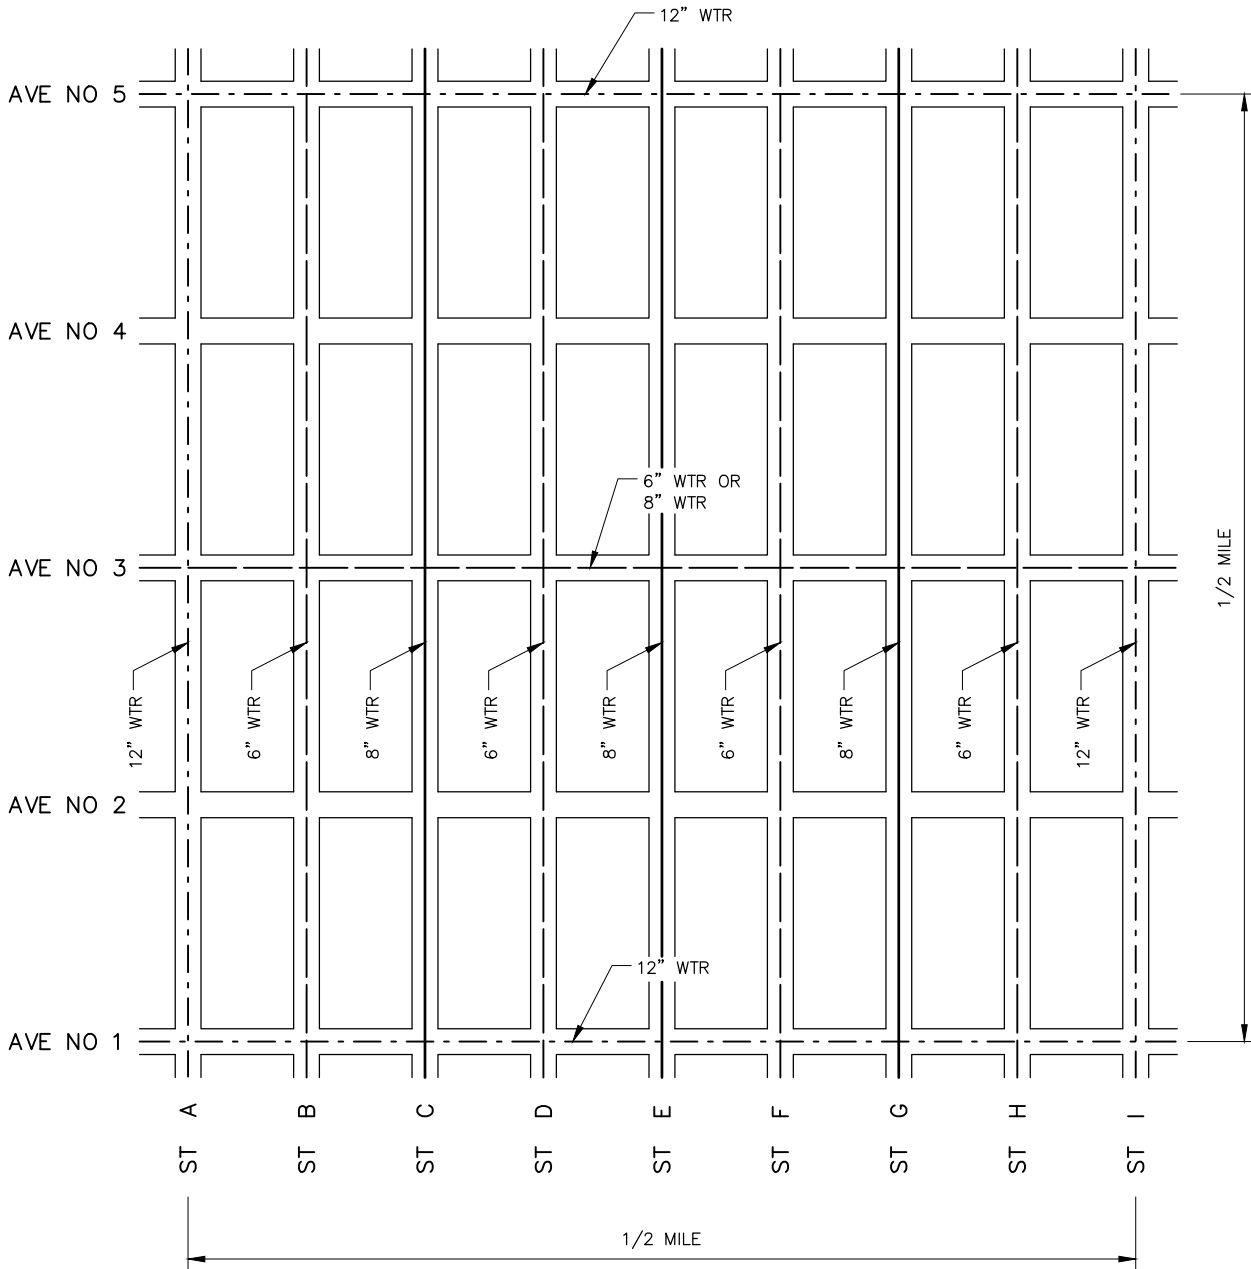 12” WTR
AVE NO 5
AVE NO 4
6” WTR OR
8” WTR
AVE NO 3
1/2 MILE
12” WTR
6” WTR
8” WTR
6” WTR
8” WTR
6” WTR
8” WTR
6” WTR
12” WTR
AVE NO 2
12” WTR
AVE NO 1
ST A
ST B
ST C
ST D
ST E
ST F
ST G
ST H
ST I
1/2 MILE